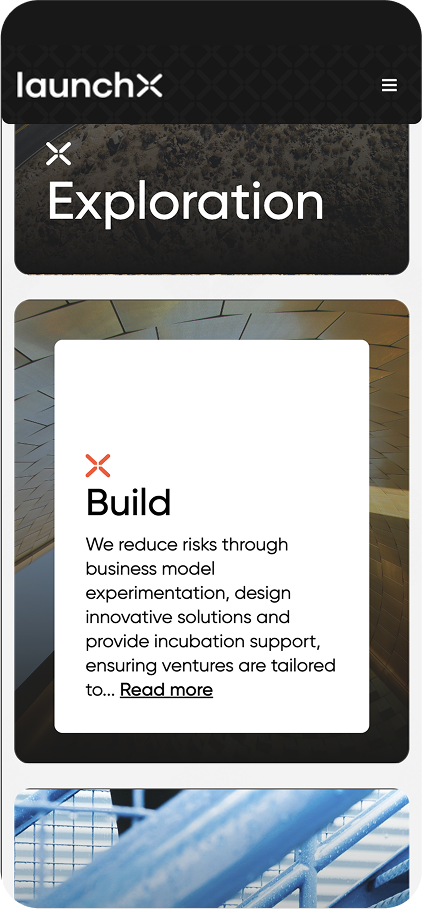 launchX
Exploration
Build
We reduce risks through
business model
experimentation, design
innovative solutions and
provide incubation support,
ensuring ventures are tailored
to... Read more